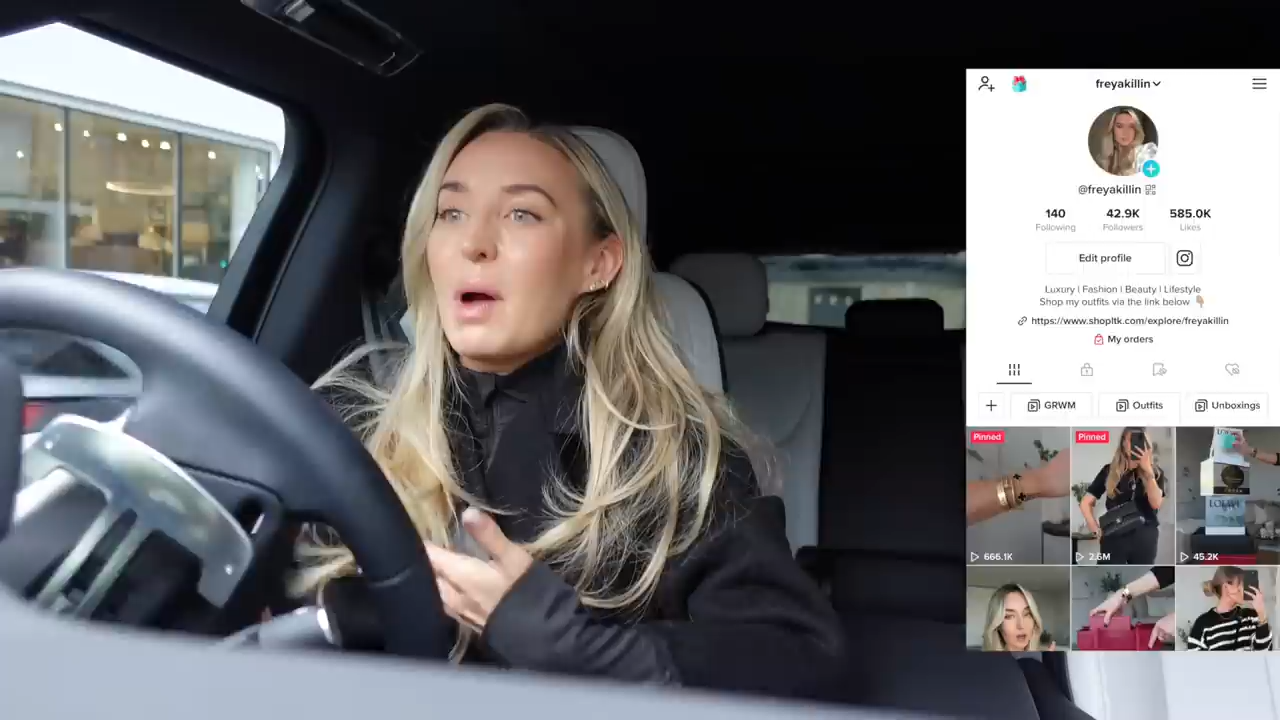 freyakillin
@freyakillin
140
42.9K
585.0K
Following
Followers
Likes
Edit profile
Luxury | Fashion | Beauty | Lifestyle
Shop my outfits via the link below 👇🏼
https://www.shopltk.com/explore/freyakillin
My orders
+
GRWM
Outfits
Unboxings
Pinned
Pinned
LOEWE
LOEWE
666.1K
2.6M
45.2K